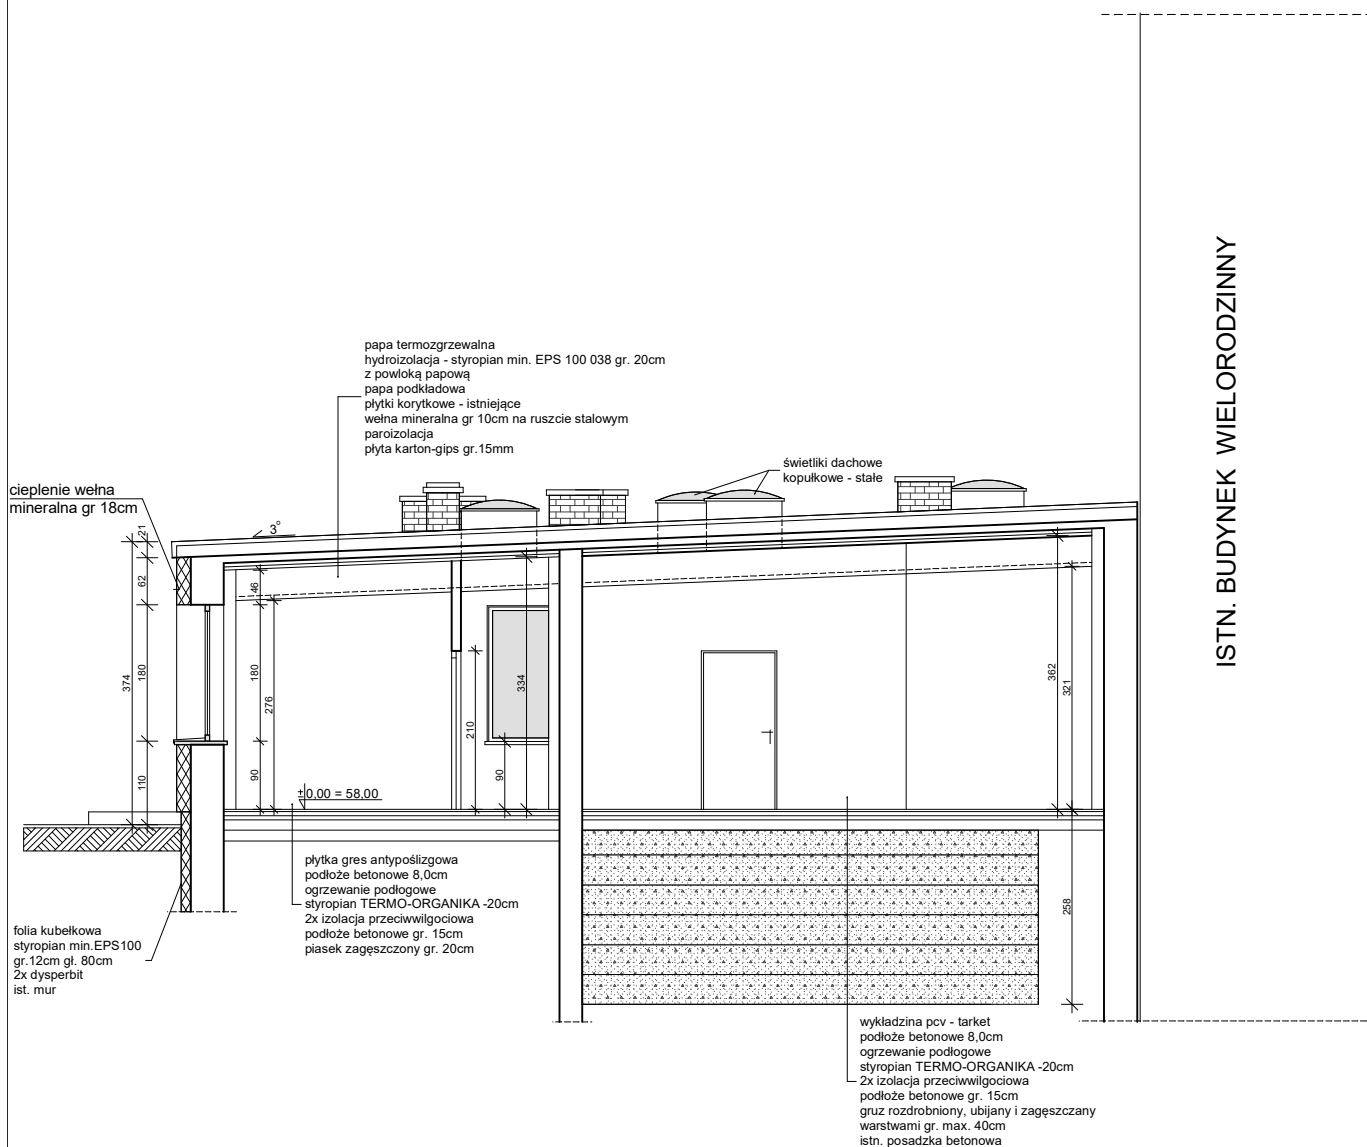 papa termozgrzewalna
hydroizolacja - styropian min. EPS 100 038 gr. 20cm
z powloką papową
papa podkładowa
płytki korytkowe - istniejące
wełna mineralna gr 10cm na ruszcie stalowym
paroizolacja
płyta karton-gips gr.15mm
świetliki dachowe
kopułkowe - stałe
cieplenie wełna
mineralna gr 18cm
3°
21
62
180
374
110
46
180
276
90
210
334
90
362
321
258
±0,00 = 58,00
ISTN. BUDYNEK WIELORODZINNY
płytka gres antypoślizgowa
podłoże betonowe 8,0cm
ogrzewanie podłogowe
styropian TERMO-ORGANIKA -20cm
2x izolacja przeciwwilgociowa
podłoże betonowe gr. 15cm
piasek zagęszczony gr. 20cm
folia kubełkowa
styropian min.EPS100
gr.12cm gł. 80cm
2x dysperbit
ist. mur
wykładzina pcv - tarket
podłoże betonowe 8,0cm
ogrzewanie podłogowe
styropian TERMO-ORGANIKA -20cm
2x izolacja przeciwwilgociowa
podłoże betonowe gr. 15cm
gruz rozdrobniony, ubijany i zagęszczany
warstwami gr. max. 40cm
istn. posadzka betonowa